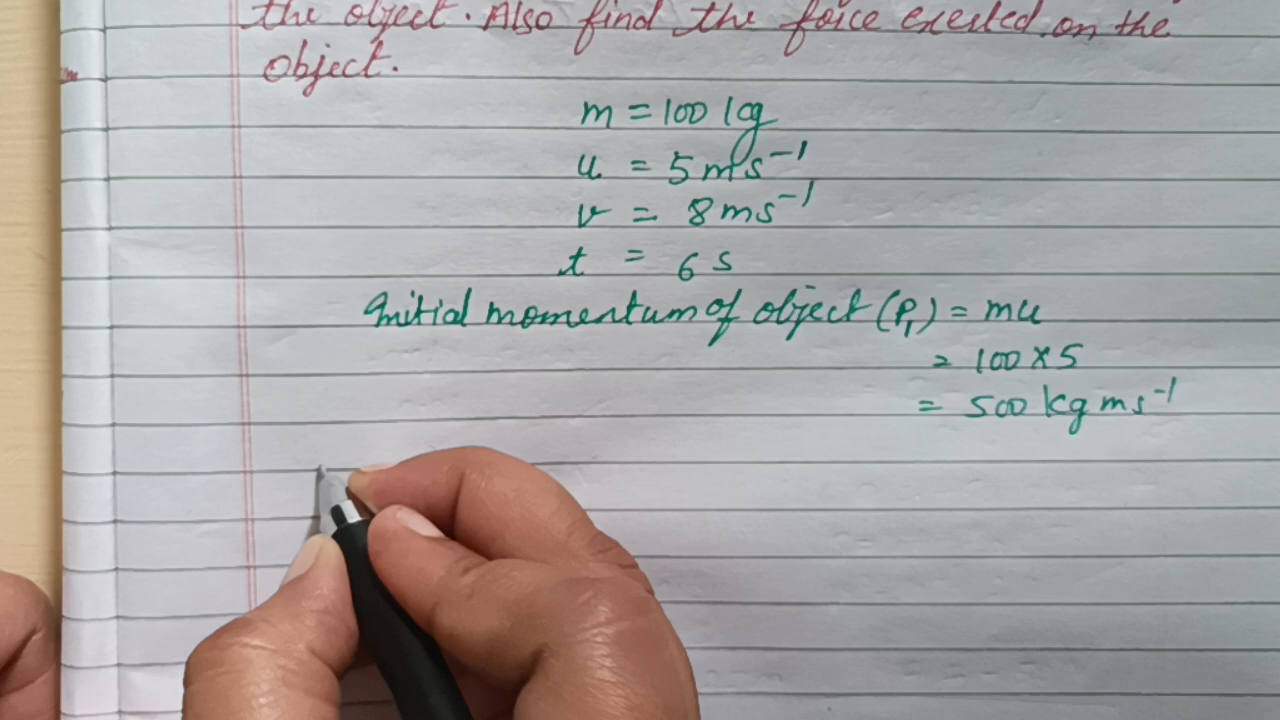 the object. Also find the force exerted on the
object.
m = 100 kg
u = 5 ms⁻¹
v = 8 ms⁻¹
t = 6 s
Initial momentum of object (P₁) = mu
= 100 × 5
= 500 kg ms⁻¹